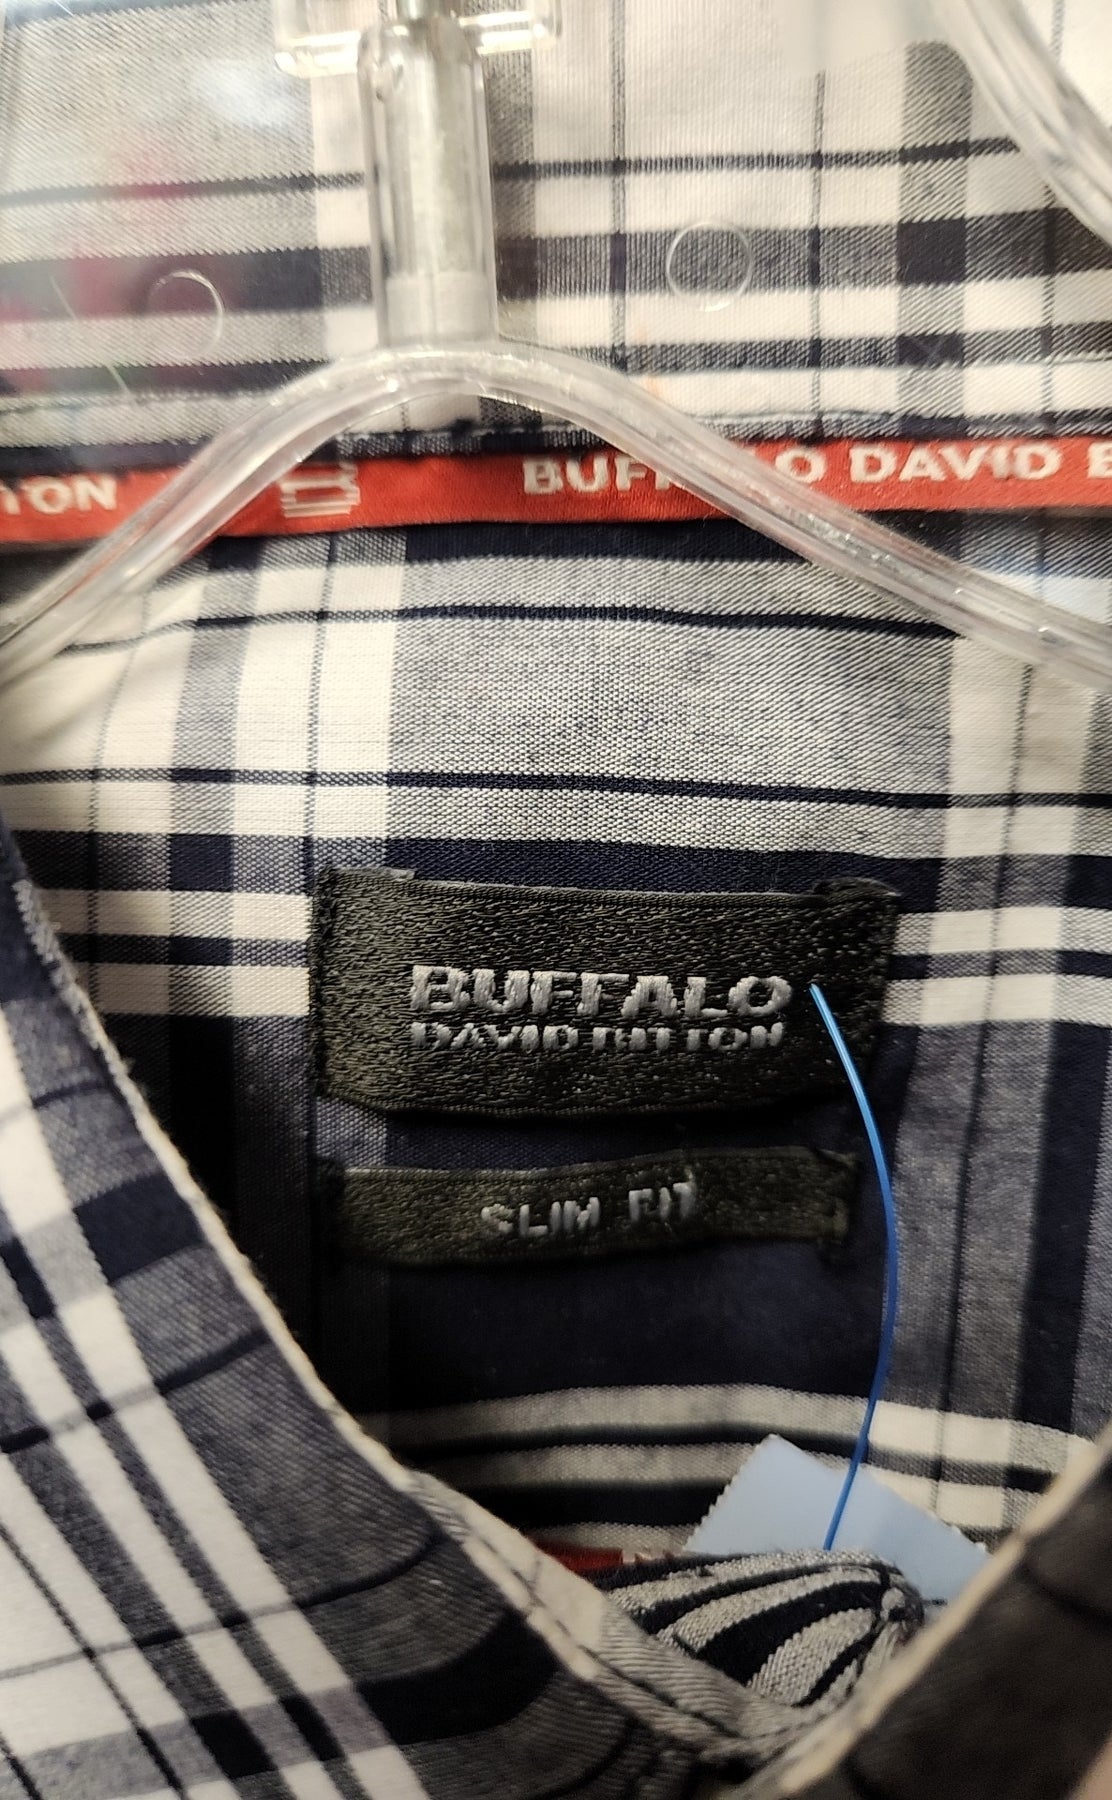 TON BUFFALO DAVID B
BUFFALO
DAVID BITTON
SLIM FIT